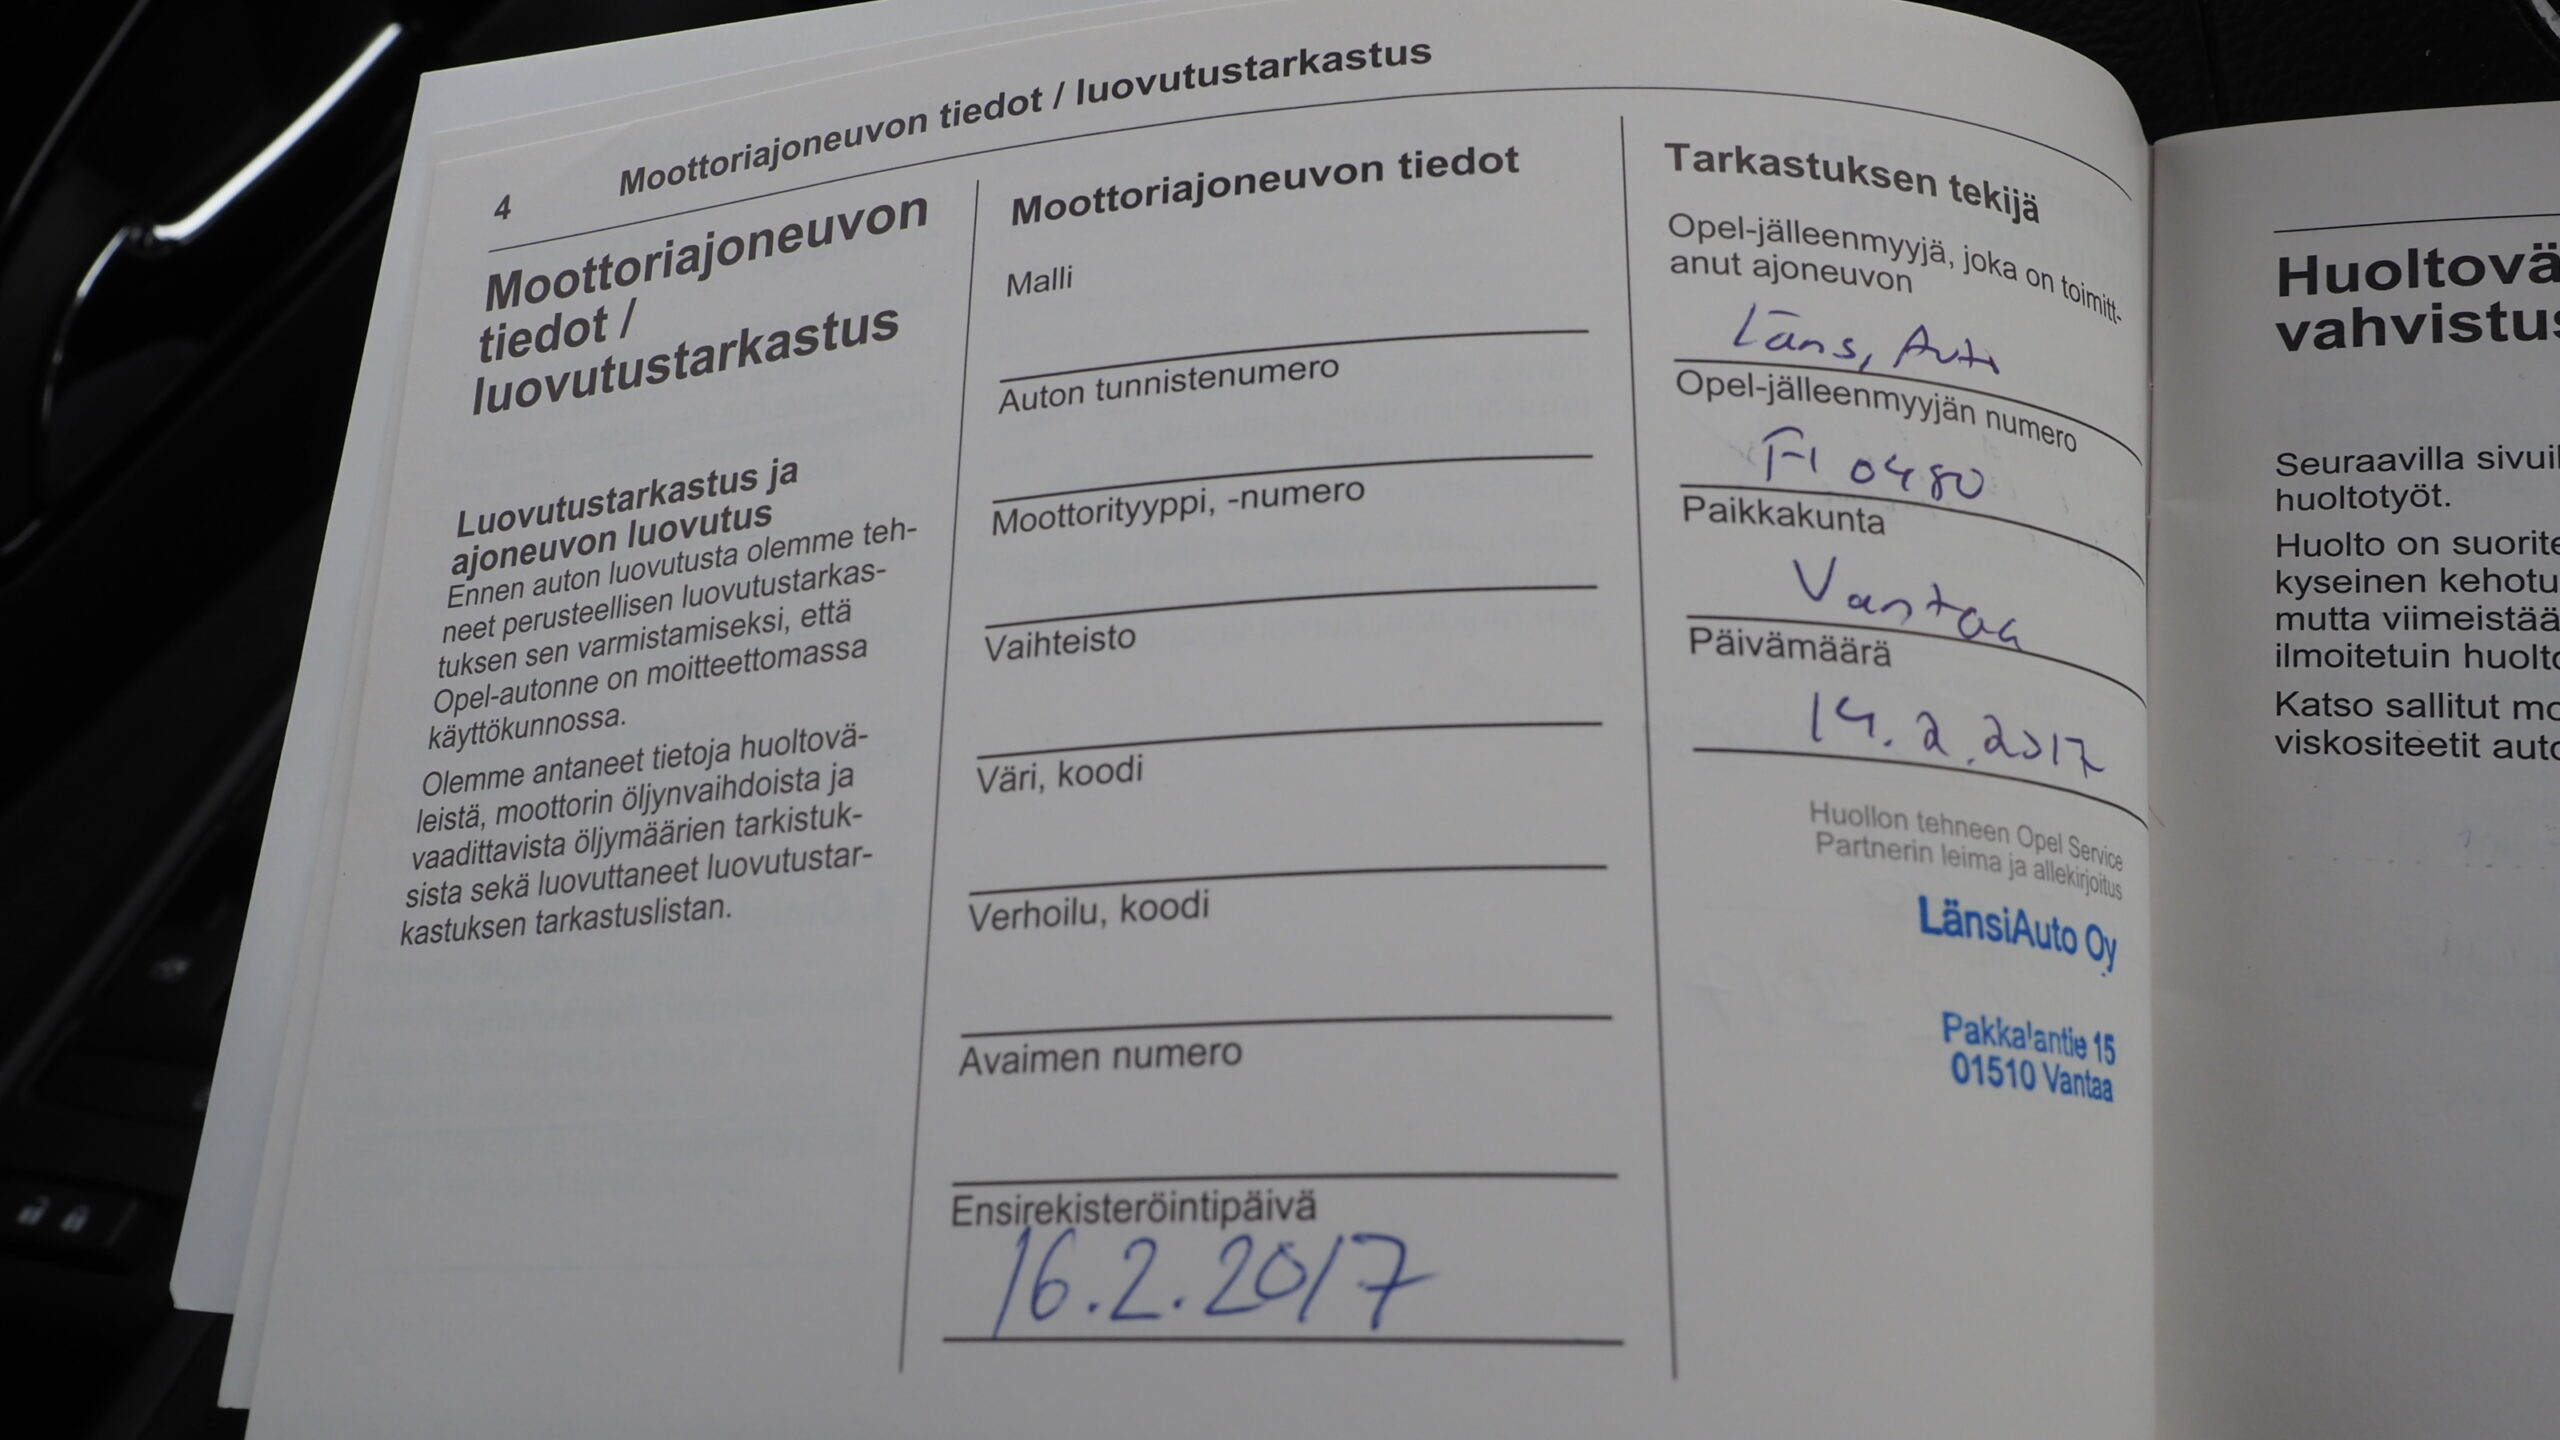 4 Moottoriajoneuvon tiedot / luovutustarkastus
Moottoriajoneuvon
tiedot /
luovutustarkastus
Luovutustarkastus ja
ajoneuvon luovutus
Ennen auton luovutusta olemme teh-
neet perusteellisen luovutustarkas-
tuksen sen varmistamiseksi, että
Opel-autonne on moitteettomassa
käyttökunnossa.
Olemme antaneet tietoja huoltovä-
leistä, moottorin öljynvaihdoista ja
vaadittavista öljymäärien tarkistuk-
sista sekä luovuttaneet luovutustar-
kastuksen tarkastuslistan.
Moottoriajoneuvon tiedot
Malli
Auton tunnistenumero
Moottorityyppi, -numero
Vaihteisto
Väri, koodi
Verhoilu, koodi
Avaimen numero
Ensirekisteröintipäivä
16.2.2017
Tarkastuksen tekijä
Opel-jälleenmyyjä, joka on toimitt-
anut ajoneuvon
Länsi Auto
Opel-jälleenmyyjän numero
FI 0480
Paikkakunta
Vantaa
Päivämäärä
14.2.2017
Huollon tehneen Opel Service
Partnerin leima ja allekirjoitus
LänsiAuto Oy
Pakkalantie 15
01510 Vantaa
Huoltovä
vahvistus
Seuraavilla sivuil
huoltotyöt.
Huolto on suorite
kyseinen kehotu
mutta viimeistää
ilmoitetuin huolto
Katso sallitut mo
viskositeetit auto